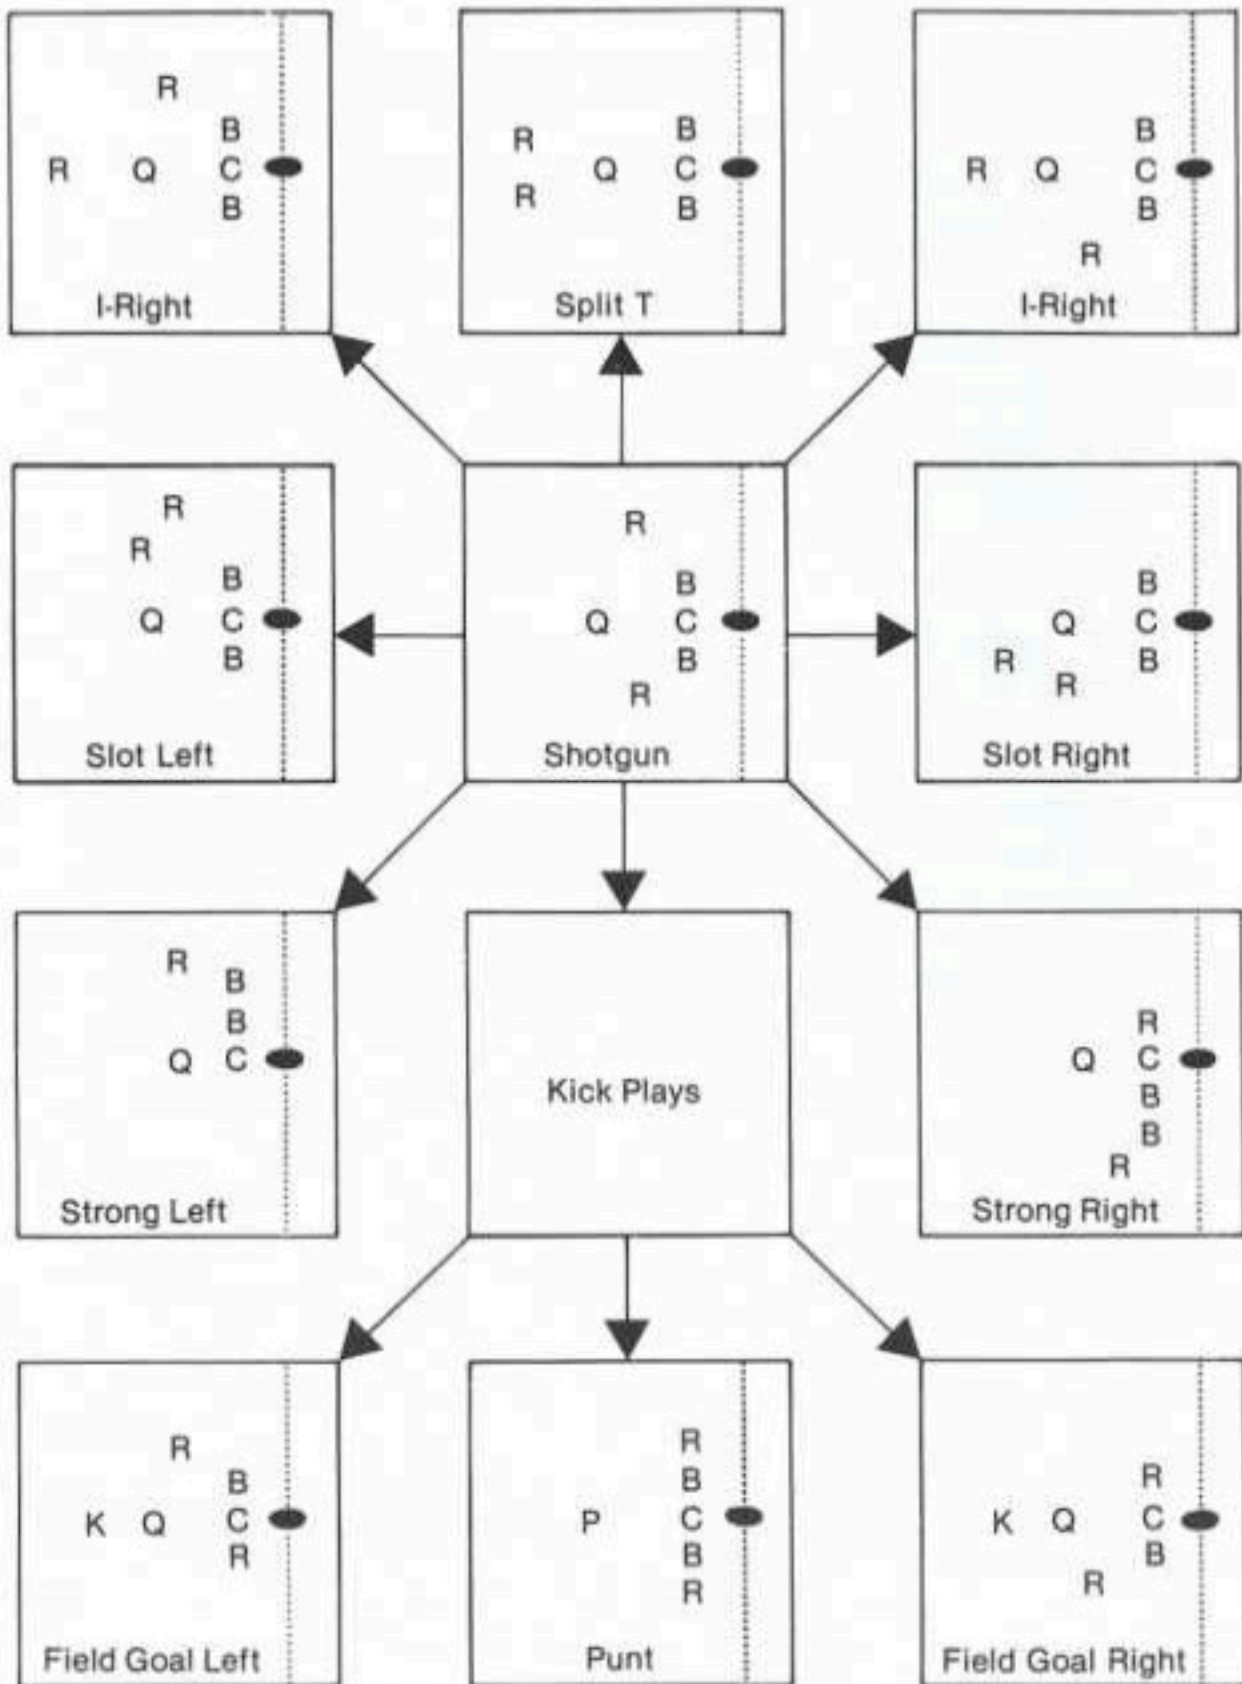 R
B
R Q C
B
I-Right
B
R
Q C
R
B
Split T
B
R Q C
B
R
I-Right
R
R
B
Q C
B
Slot Left
R
B
Q C
B
R
Shotgun
B
Q C
R B
R
Slot Right
R
B
B
Q C
Strong Left
Kick Plays
R
Q C
B
B
R
Strong Right
R
B
K Q C
R
Field Goal Left
R
B
P C
B
R
Punt
R
K Q C
B
R
Field Goal Right